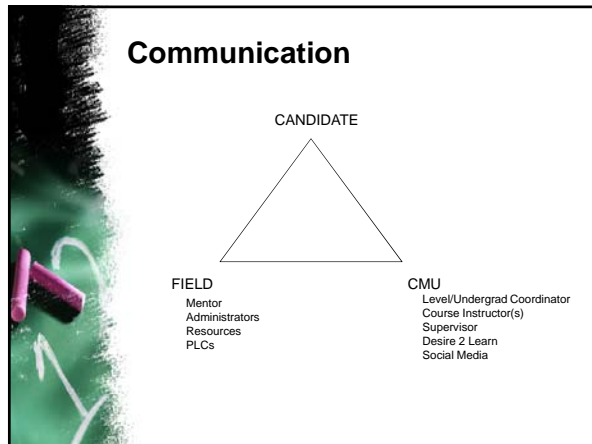 Communication
CANDIDATE
FIELD
Mentor
Administrators
Resources
PLCs
CMU
Level/Undergrad Coordinator
Course Instructor(s)
Supervisor
Desire 2 Learn
Social Media